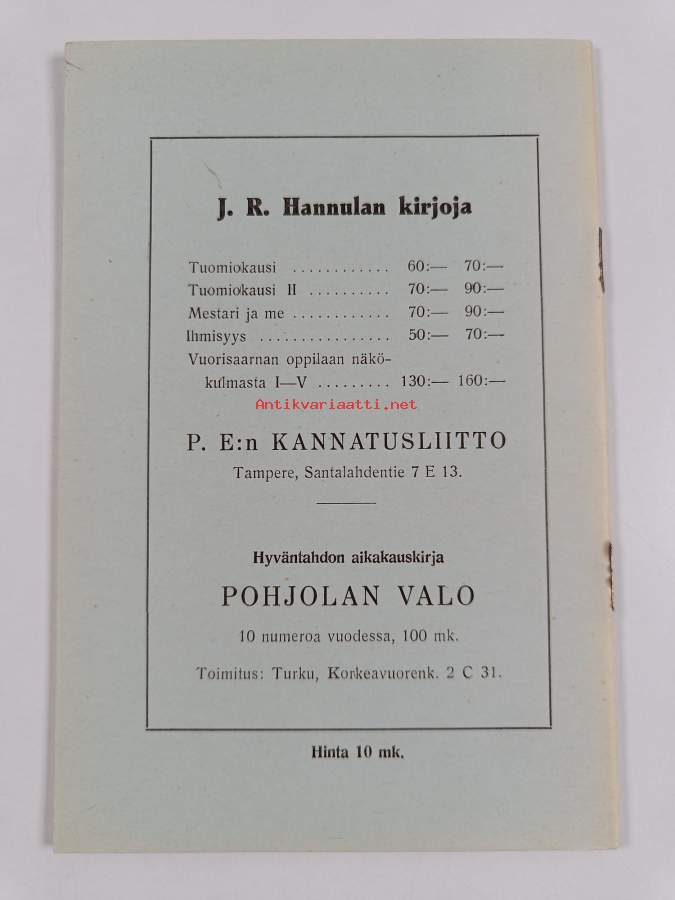 J. R. Hannulan kirjoja
Tuomiokausi ............ 60:— 70:—
Tuomiokausi II .......... 70:— 90:—
Mestari ja me ............ 70:— 90:—
Ihmisyys ................ 50:— 70:—
Vuorisaarnan oppilaan näkö-
kulmasta I—V ......... 130:— 160:—
Antikvariaatti.net
P. E:n KANNATUSLIITTO
Tampere, Santalahdentie 7 E 13.
Hyväntahdon aikakauskirja
POHJOLAN VALO
10 numeroa vuodessa, 100 mk.
Toimitus: Turku, Korkeavuorenk. 2 C 31.
Hinta 10 mk.